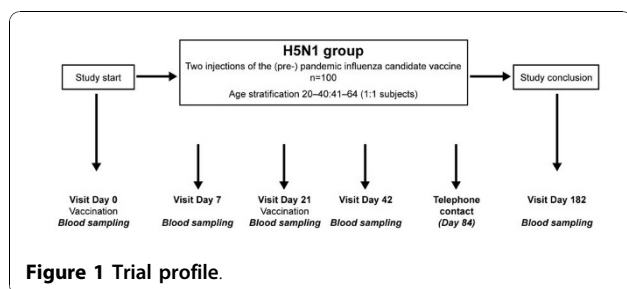 H5N1 group
Two injections of the (pre-) pandemic influenza candidate vaccine
n=100
Age stratification 20–40:41–64 (1:1 subjects)
Study start
Study conclusion
Visit Day 0
Vaccination
Blood sampling
Visit Day 7
Blood sampling
Visit Day 21
Vaccination
Blood sampling
Visit Day 42
Blood sampling
Telephone
contact
(Day 84)
Visit Day 182
Blood sampling
Figure 1 Trial profile.